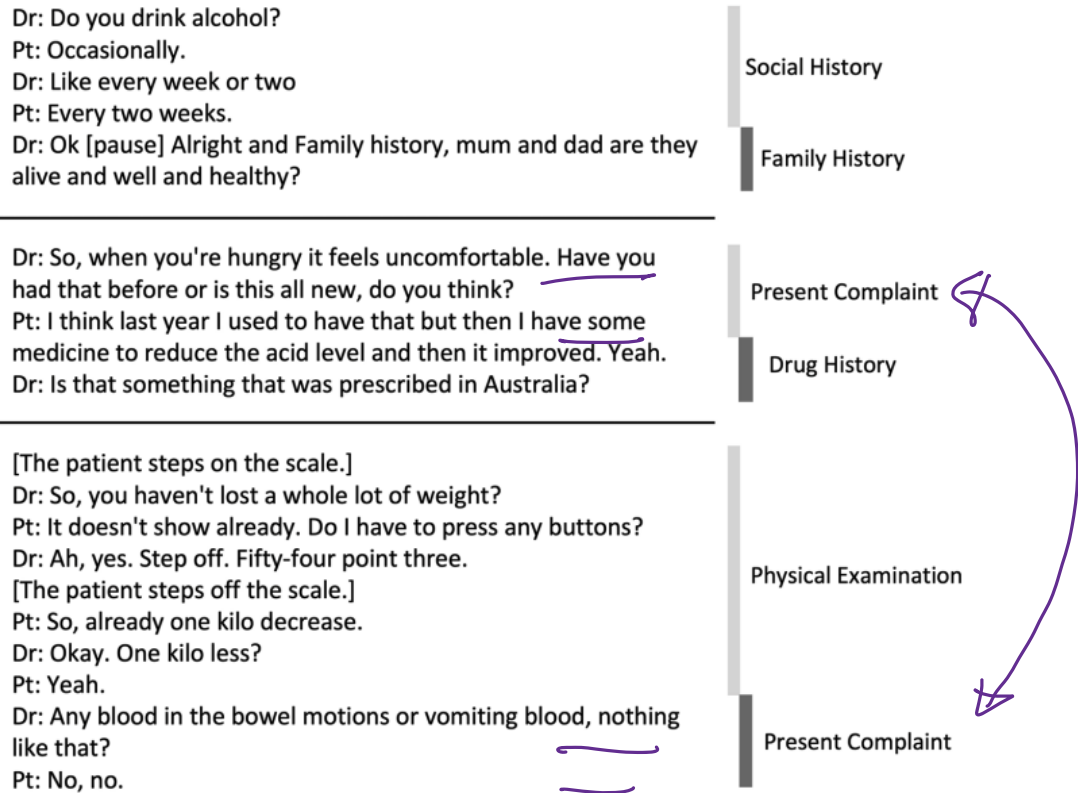 Dr: Do you drink alcohol?
Pt: Occasionally.
Dr: Like every week or two
Pt: Every two weeks.
Dr: Ok [pause] Alright and Family history, mum and dad are they
alive and well and healthy?
Social History
Family History
Dr: So, when you're hungry it feels uncomfortable. Have you
had that before or is this all new, do you think?
Pt: I think last year I used to have that but then I have some
medicine to reduce the acid level and then it improved. Yeah.
Dr: Is that something that was prescribed in Australia?
Present Complaint
Drug History
[The patient steps on the scale.]
Dr: So, you haven't lost a whole lot of weight?
Pt: It doesn't show already. Do I have to press any buttons?
Dr: Ah, yes. Step off. Fifty-four point three.
[The patient steps off the scale.]
Pt: So, already one kilo decrease.
Dr: Okay. One kilo less?
Pt: Yeah.
Dr: Any blood in the bowel motions or vomiting blood, nothing
like that?
Pt: No, no.
Physical Examination
Present Complaint